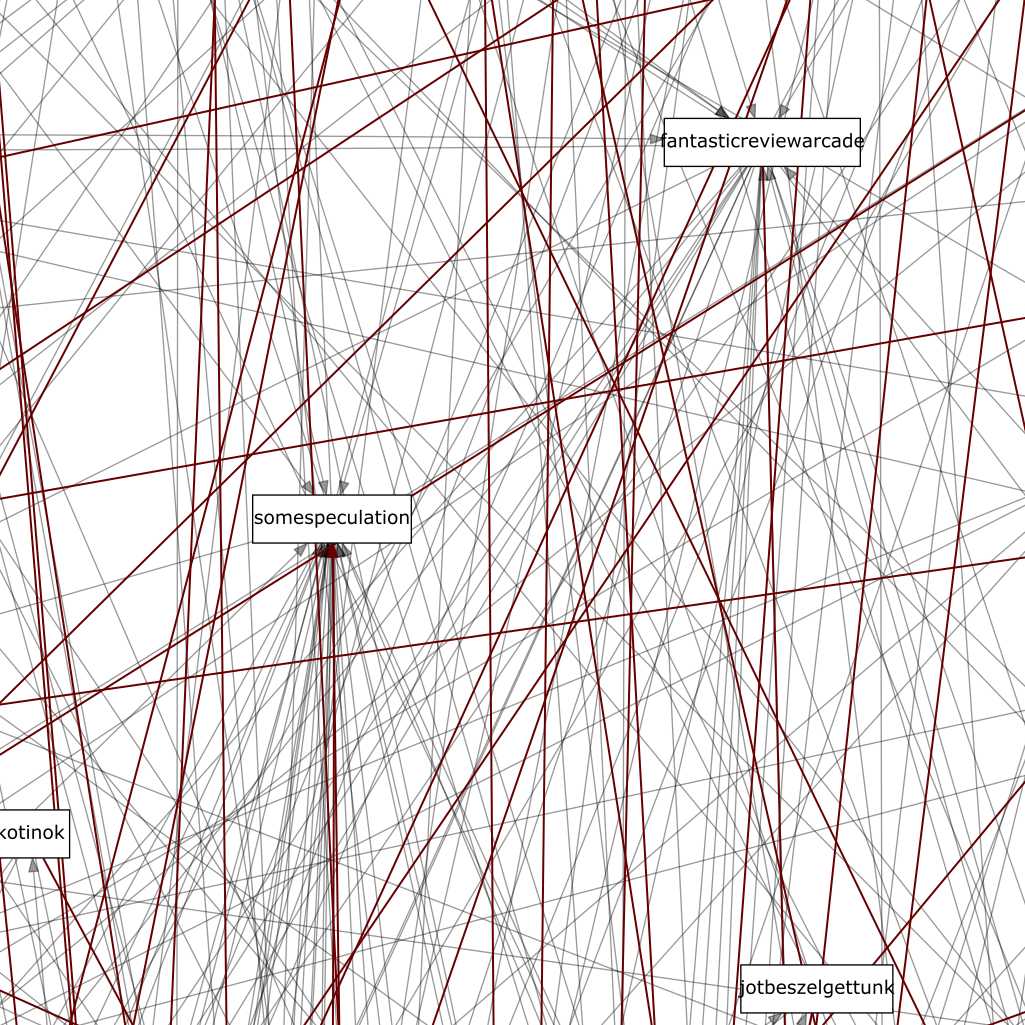 fantasticreviewarcade
somespeculation
kotinok
jotbeszelgettunk